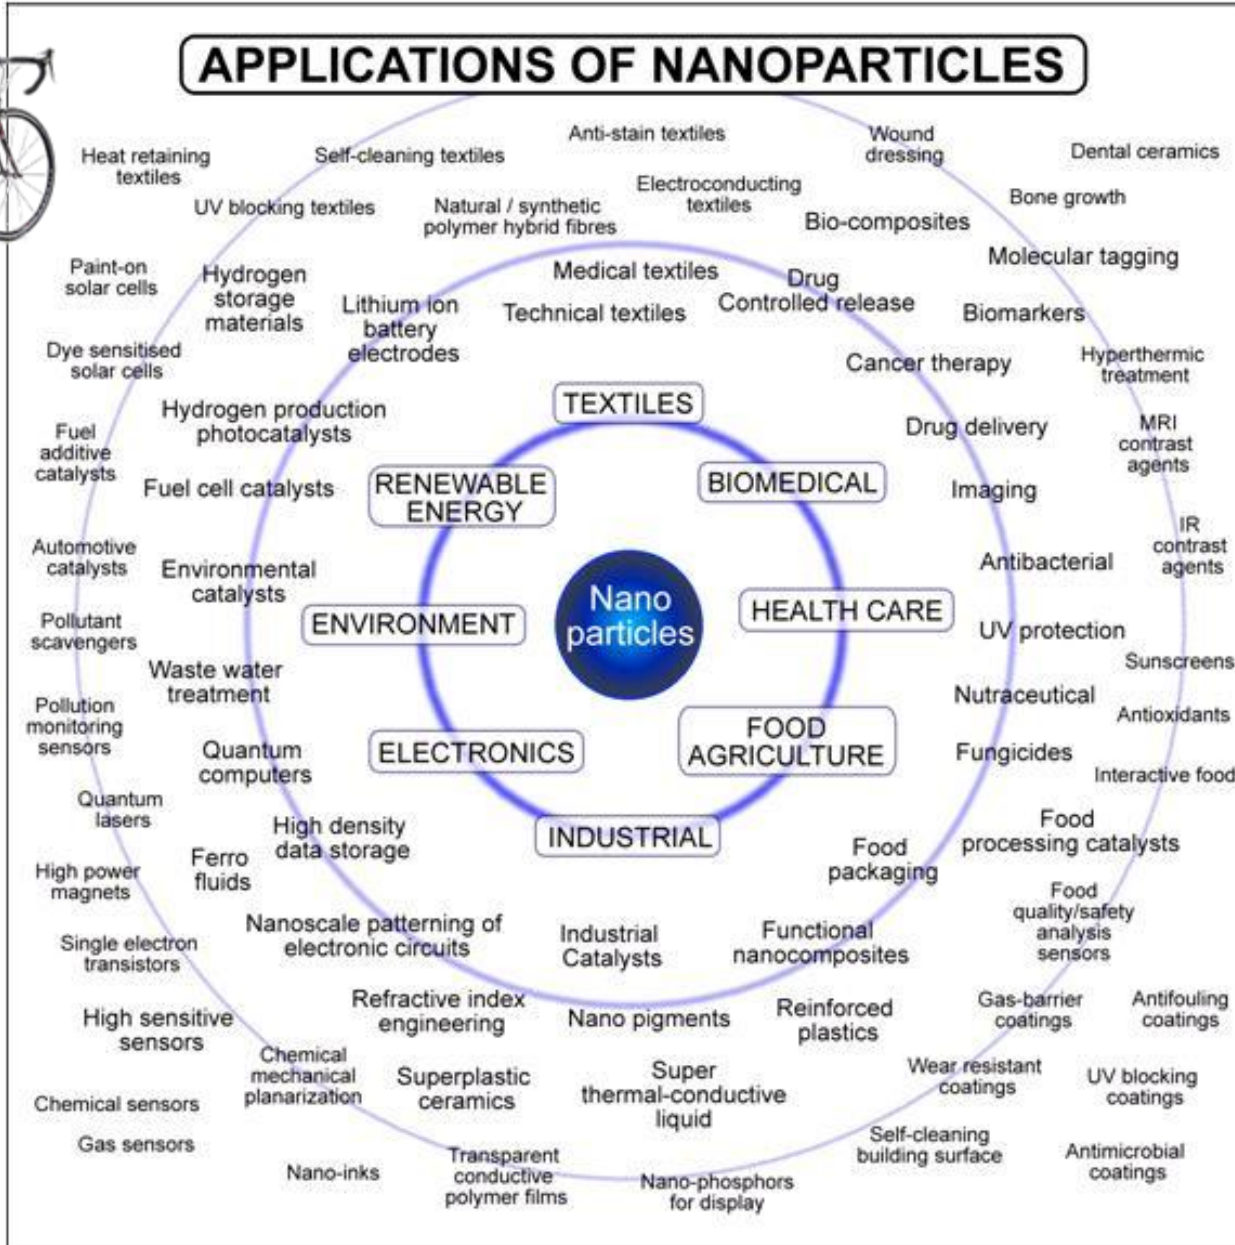 APPLICATIONS OF NANOPARTICLES
Anti-stain textiles
Wound
dressing
Dental ceramics
Heat retaining
textiles
Self-cleaning textiles
Electroconducting
textiles
Bone growth
UV blocking textiles
Natural / synthetic
polymer hybrid fibres
Bio-composites
Molecular tagging
Paint-on
solar cells
Hydrogen
storage
materials
Lithium ion
battery
electrodes
Medical textiles
Technical textiles
Drug
Controlled release
Biomarkers
Dye sensitised
solar cells
Cancer therapy
Hyperthermic
treatment
Hydrogen production
photocatalysts
TEXTILES
Drug delivery
MRI
contrast
agents
Fuel
additive
catalysts
Fuel cell catalysts
RENEWABLE
ENERGY
BIOMEDICAL
Imaging
IR
contrast
agents
Automotive
catalysts
Environmental
catalysts
Antibacterial
Nano
particles
ENVIRONMENT
HEALTH CARE
UV protection
Pollutant
scavengers
Sunscreens
Waste water
treatment
Nutraceutical
Antioxidants
Pollution
monitoring
sensors
Quantum
computers
ELECTRONICS
FOOD
AGRICULTURE
Fungicides
Interactive food
Quantum
lasers
High density
data storage
INDUSTRIAL
Food
processing catalysts
Ferro
fluids
Food
packaging
High power
magnets
Food
quality/safety
analysis
sensors
Nanoscale patterning of
electronic circuits
Industrial
Catalysts
Functional
nanocomposites
Single electron
transistors
Refractive index
engineering
Nano pigments
Reinforced
plastics
Gas-barrier
coatings
Antifouling
coatings
High sensitive
sensors
Chemical
mechanical
planarization
Superplastic
ceramics
Super
thermal-conductive
liquid
Wear resistant
coatings
UV blocking
coatings
Chemical sensors
Gas sensors
Self-cleaning
building surface
Antimicrobial
coatings
Nano-inks
Transparent
conductive
polymer films
Nano-phosphors
for display